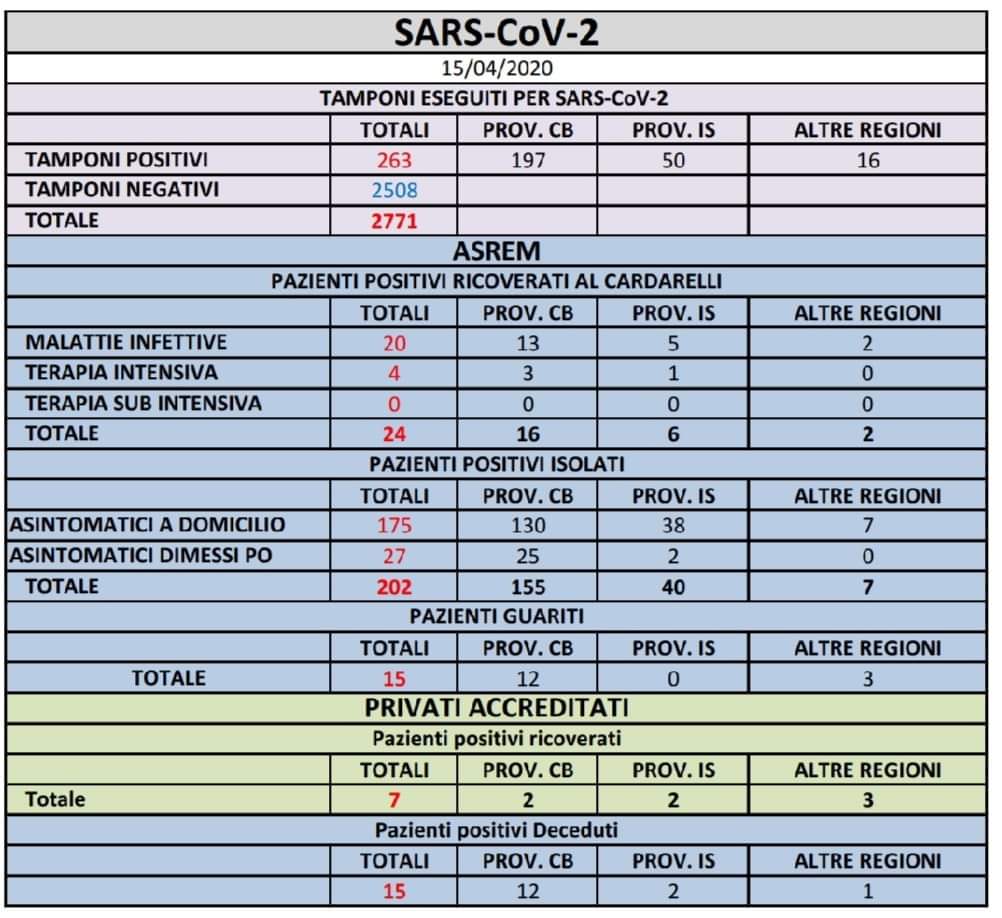 SARS-CoV-2
15/04/2020
TAMPONI ESEGUITI PER SARS-CoV-2
TOTALI PROV. CB PROV. IS ALTRE REGIONI
TAMPONI POSITIVI 263 197 50 16
TAMPONI NEGATIVI 2508
TOTALE 2771
ASREM
PAZIENTI POSITIVI RICOVERATI AL CARDARELLI
TOTALI PROV. CB PROV. IS ALTRE REGIONI
MALATTIE INFETTIVE 20 13 5 2
TERAPIA INTENSIVA 4 3 1 0
TERAPIA SUB INTENSIVA 0 0 0 0
TOTALE 24 16 6 2
PAZIENTI POSITIVI ISOLATI
TOTALI PROV. CB PROV. IS ALTRE REGIONI
ASINTOMATICI A DOMICILIO 175 130 38 7
ASINTOMATICI DIMESSI PO 27 25 2 0
TOTALE 202 155 40 7
PAZIENTI GUARITI
TOTALI PROV. CB PROV. IS ALTRE REGIONI
TOTALE 15 12 0 3
PRIVATI ACCREDITATI
Pazienti positivi ricoverati
TOTALI PROV. CB PROV. IS ALTRE REGIONI
Totale 7 2 2 3
Pazienti positivi Deceduti
TOTALI PROV. CB PROV. IS ALTRE REGIONI
15 12 2 1